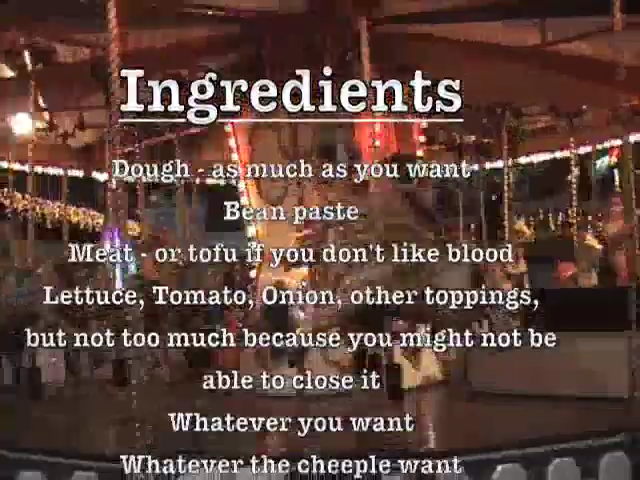 Ingredients
Dough - as much as you want
Bean paste
Meat - or tofu if you don't like blood
Lettuce, Tomato, Onion, other toppings,
but not too much because you might not be
able to close it
Whatever you want
Whatever the cheeple want